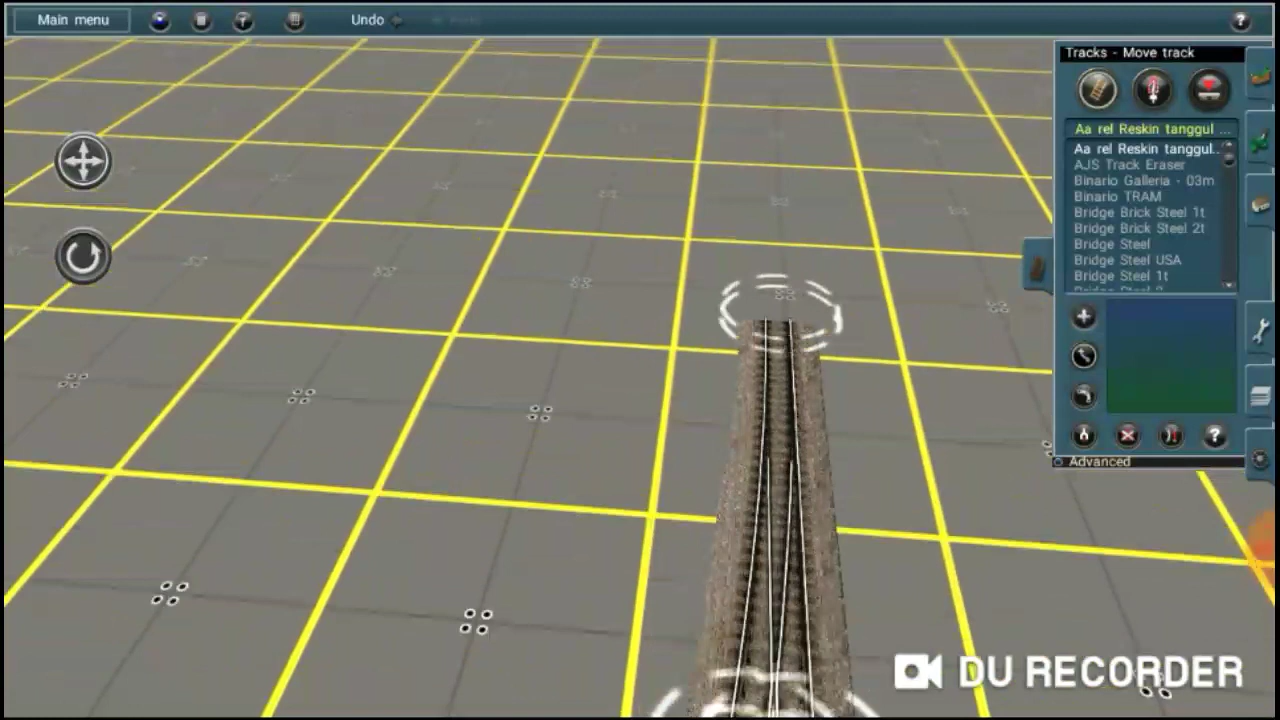 Main menu
Undo
?
Tracks - Move track
Aa rel Reskin tanggul ...
Aa rel Reskin tanggul..
AJS Track Eraser
Binario Galleria - 03m
Binario TRAM
Bridge Brick Steel 1t
Bridge Brick Steel 2t
Bridge Steel
Bridge Steel USA
Bridge Steel 1t
?
Advanced
DU RECORDER